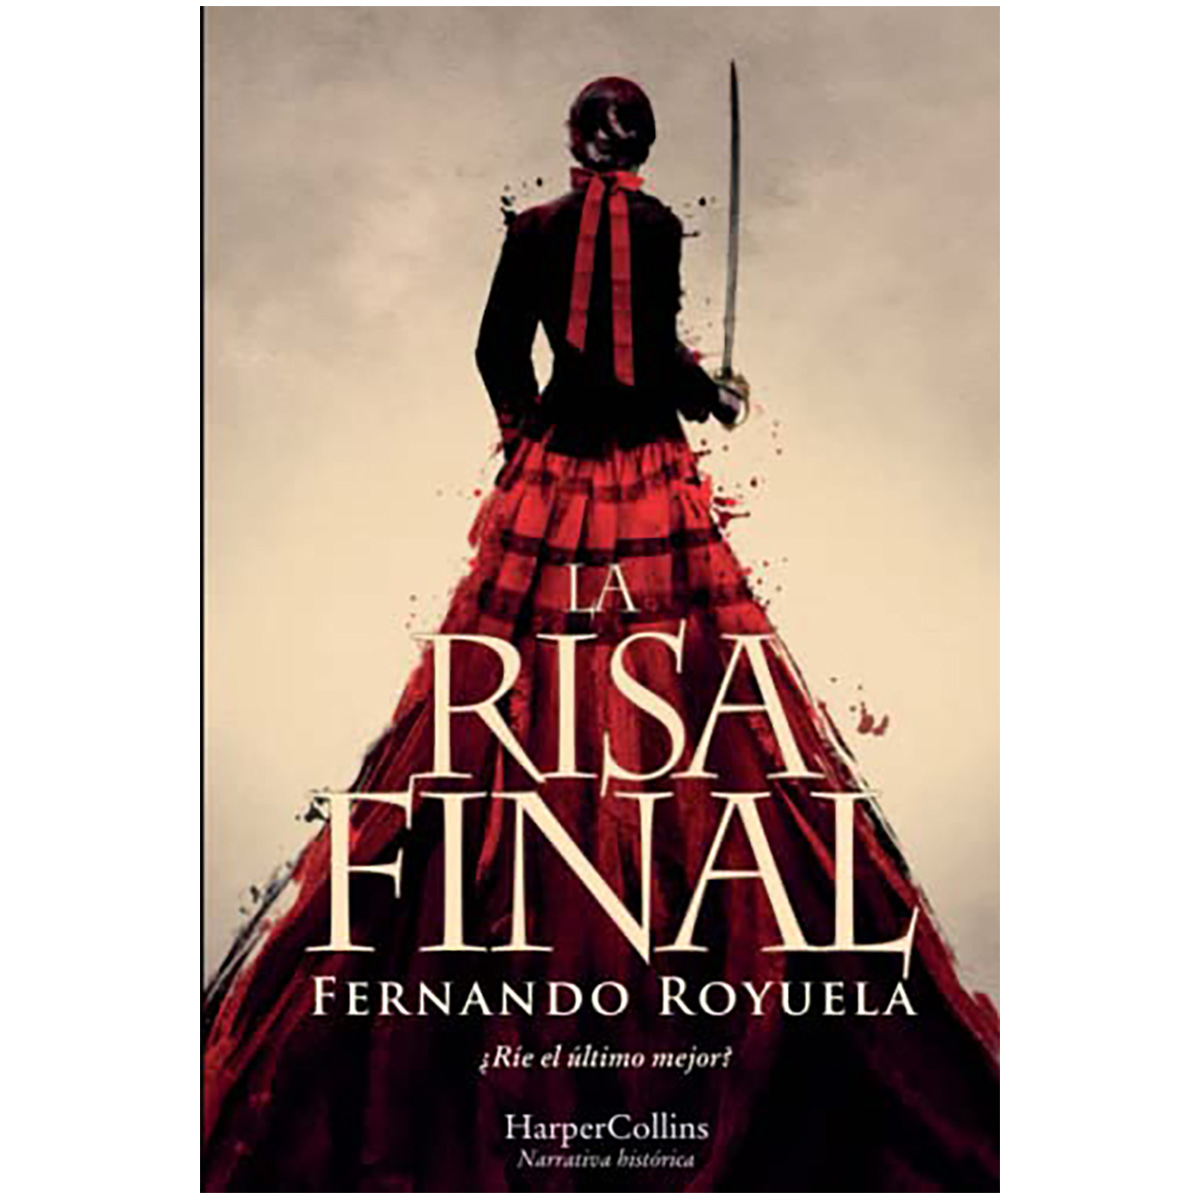 LA
RISA
FINAL
FERNANDO ROYUELA
¿Ríe el último mejor?
HarperCollins
Narrativa histórica